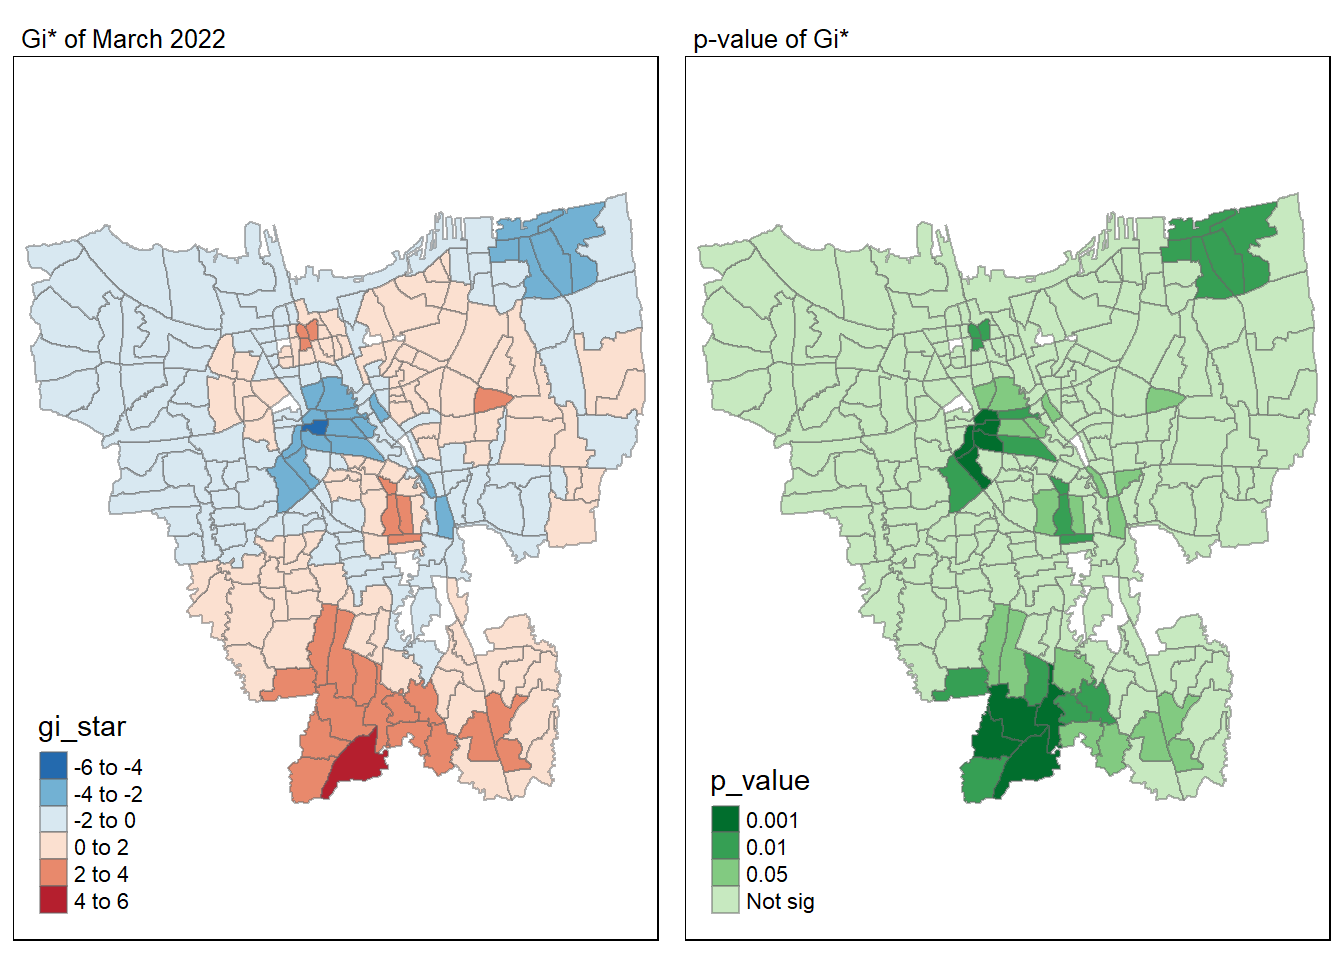 Gi* of March 2022
gi_star
-6 to -4
-4 to -2
-2 to 0
0 to 2
2 to 4
4 to 6
p-value of Gi*
p_value
0.001
0.01
0.05
Not sig